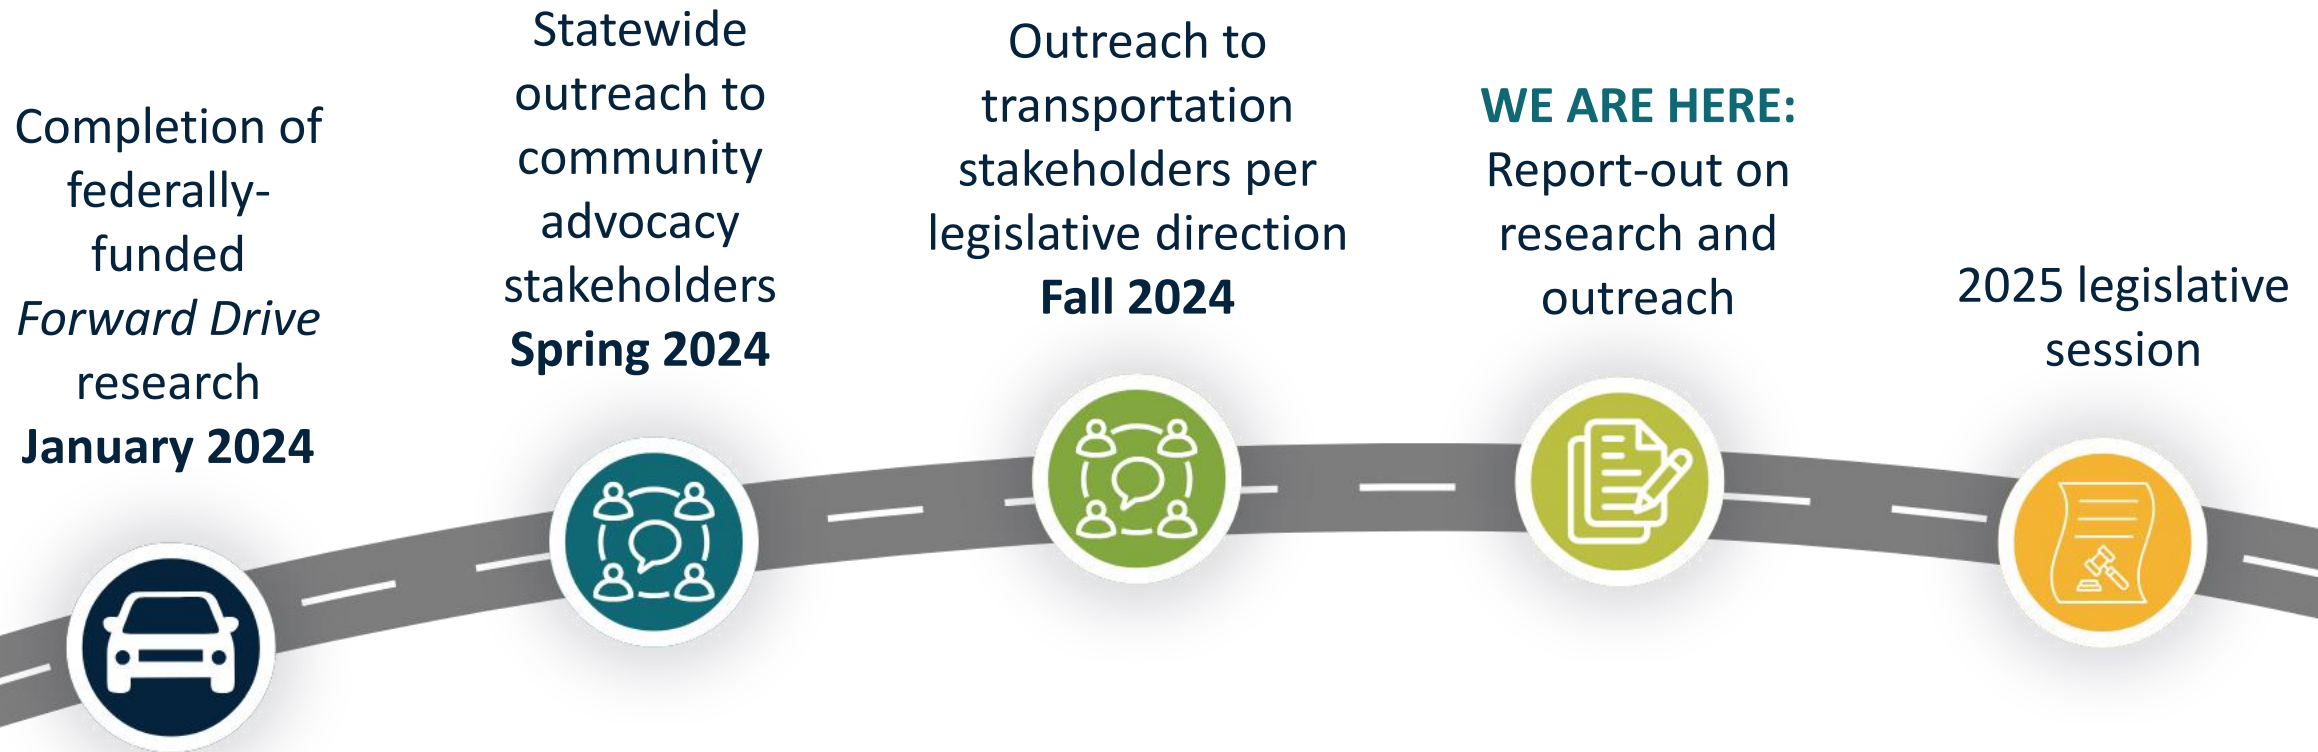 Completion of
federally-
funded
Forward Drive
research
January 2024
Statewide
outreach to
community
advocacy
stakeholders
Spring 2024
Outreach to
transportation
stakeholders per
legislative direction
Fall 2024
WE ARE HERE:
Report-out on
research and
outreach
2025 legislative
session